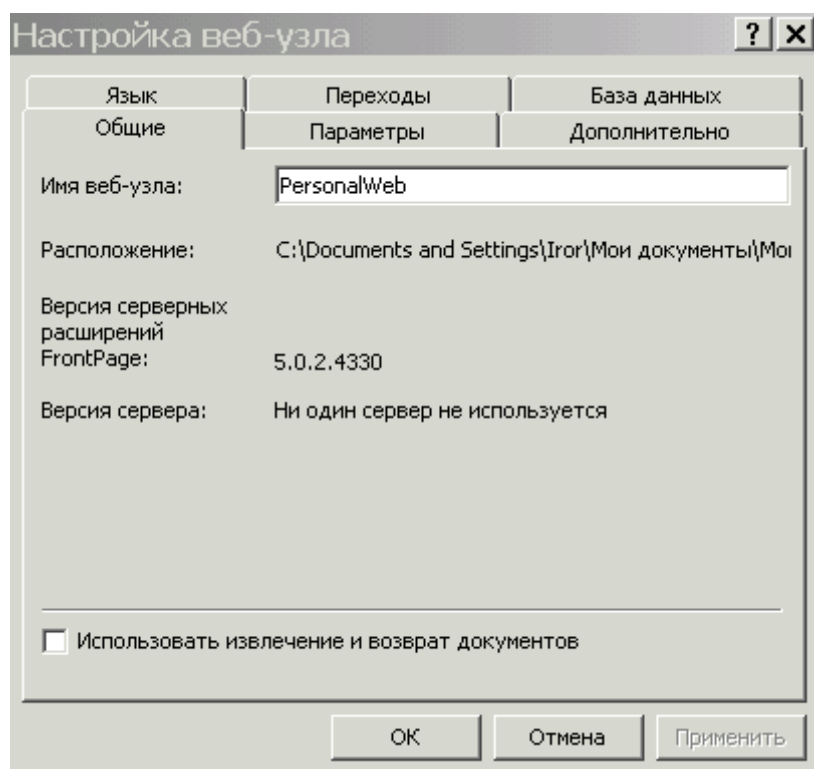 Настройка веб-узла
Язык Переходы База данных
Общие Параметры Дополнительно
Имя веб-узла: PersonalWeb
Расположение: C:\Documents and Settings\Iror\Мои документы\Мои
Версия серверных
расширений
FrontPage: 5.0.2.4330
Версия сервера: Ни один сервер не используется
Использовать извлечение и возврат документов
ОК Отмена Применить